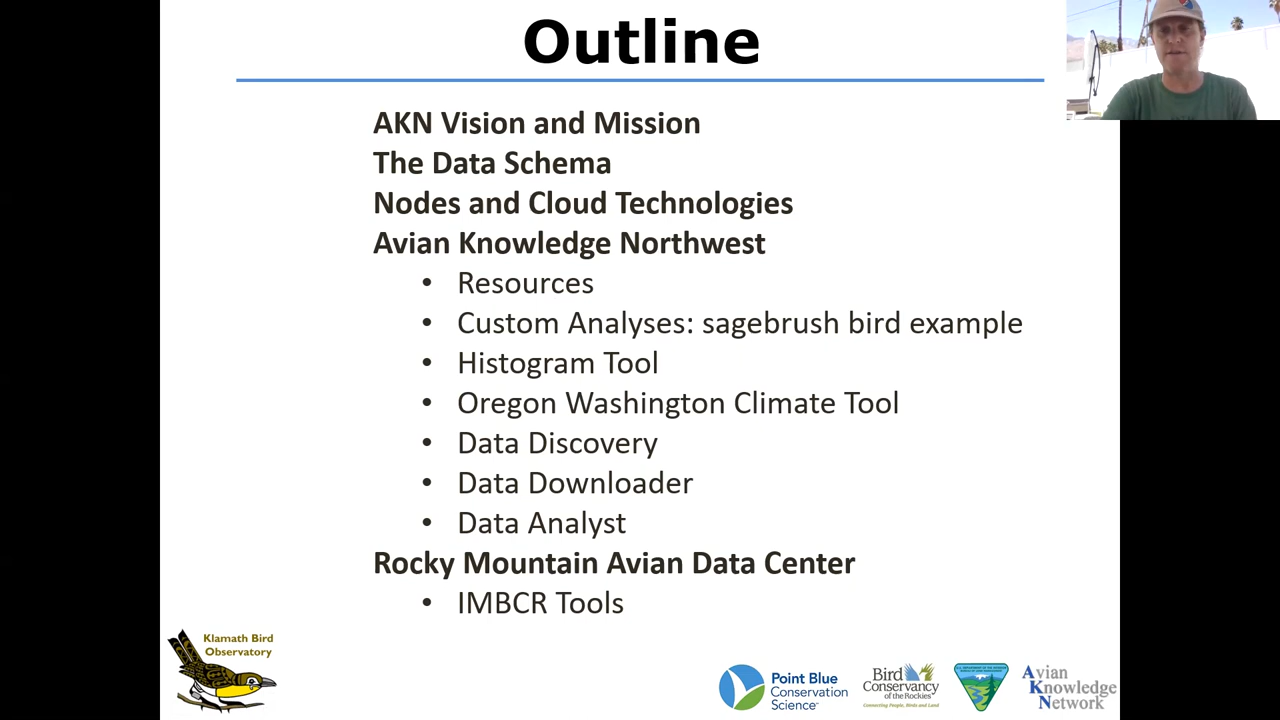 Outline
AKN Vision and Mission
The Data Schema
Nodes and Cloud Technologies
Avian Knowledge Northwest
• Resources
• Custom Analyses: sagebrush bird example
• Histogram Tool
• Oregon Washington Climate Tool
• Data Discovery
• Data Downloader
• Data Analyst
Rocky Mountain Avian Data Center
• IMBCR Tools
Klamath Bird
Observatory
Point Blue
Conservation
Science
Bird
Conservancy
of the Rockies
Connecting People, Birds and Land
Avian
Knowledge
Network